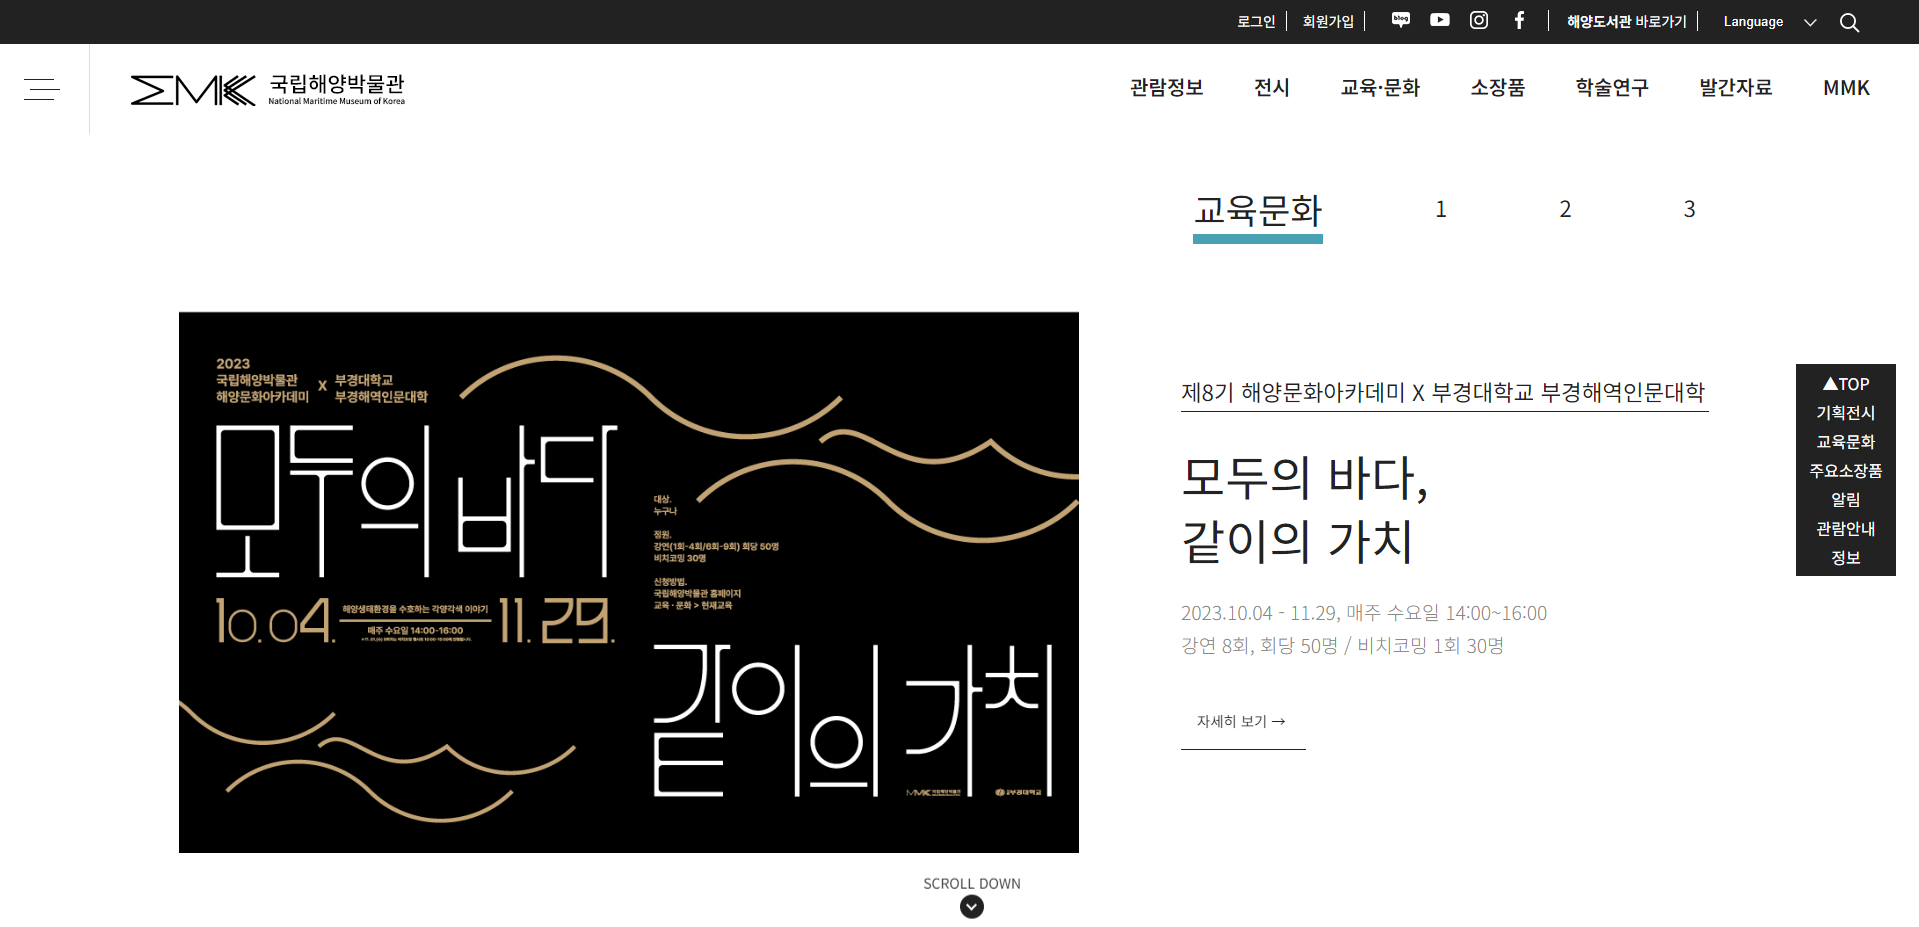 로그인
회원가입
blog
해양도서관 바로가기
Language
MMK
국립해양박물관
National Maritime Museum of Korea
관람정보
전시
교육·문화
소장품
학술연구
발간자료
MMK
교육문화
1
2
3
2023
국립해양박물관
해양문화아카데미
X
부경대학교
부경해역인문대학
모두의 바다
대상.
누구나
정원.
강연(1회-4회/6회-9회) 회당 50명
비치코밍 30명
신청방법.
국립해양박물관 홈페이지
교육 · 문화 > 현재교육
10.04.
해양생태환경을 수호하는 각양각색 이야기
매주 수요일 14:00-16:00
11.29.
같이의 가치
MMK 국립해양박물관
부경대학교
제8기 해양문화아카데미 X 부경대학교 부경해역인문대학
모두의 바다,
같이의 가치
2023.10.04 - 11.29, 매주 수요일 14:00~16:00
강연 8회, 회당 50명 / 비치코밍 1회 30명
자세히 보기 →
▲TOP
기획전시
교육문화
주요소장품
알림
관람안내
정보
SCROLL DOWN